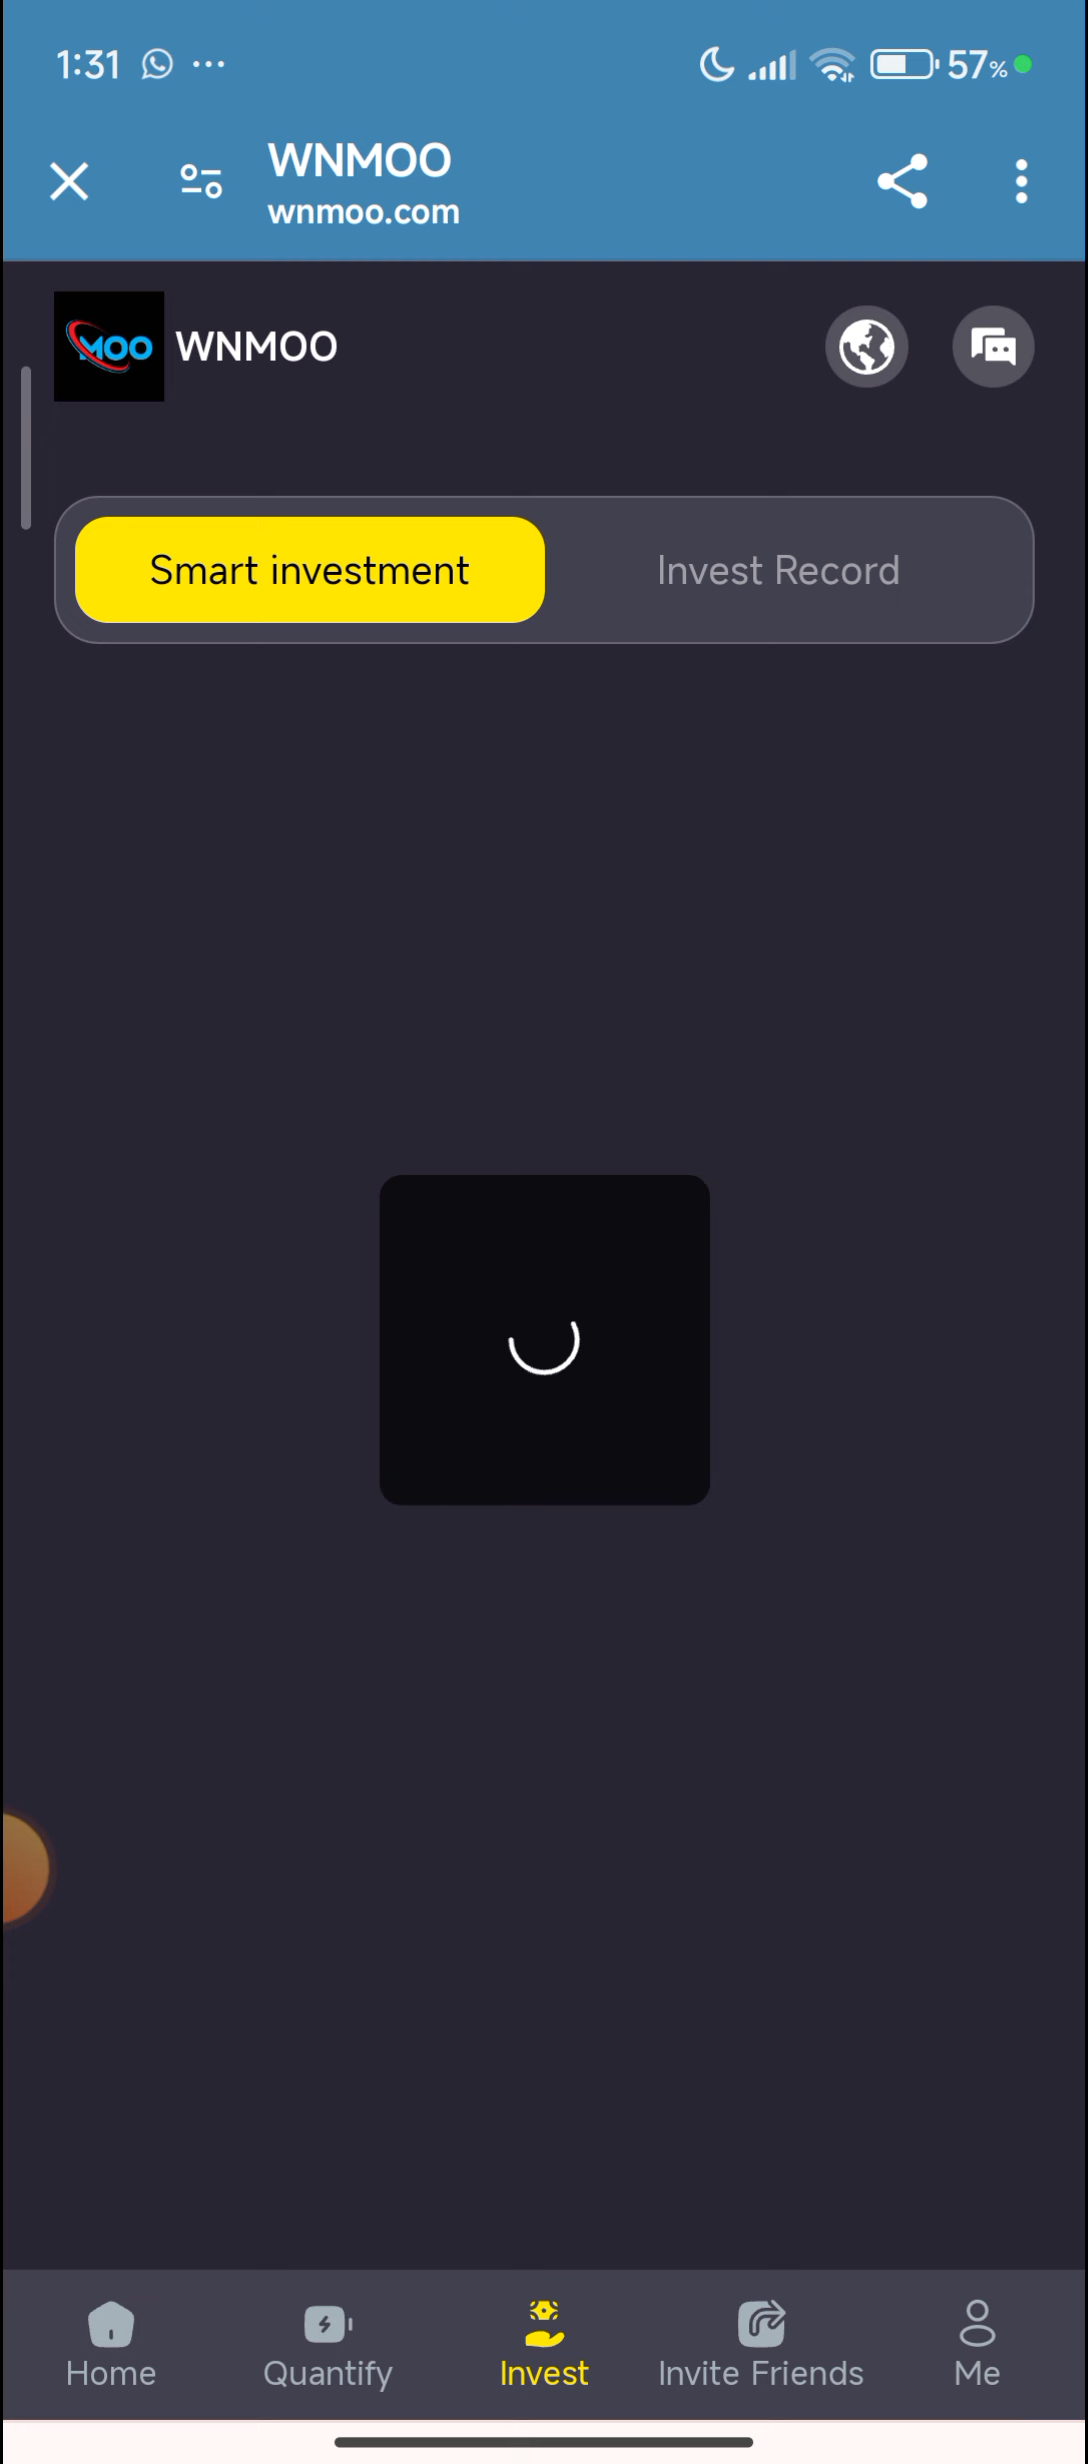 1:31 ... 57%
WNMOO
wnmoo.com
MOO WNMOO
Smart investment Invest Record
Home Quantify Invest Invite Friends Me